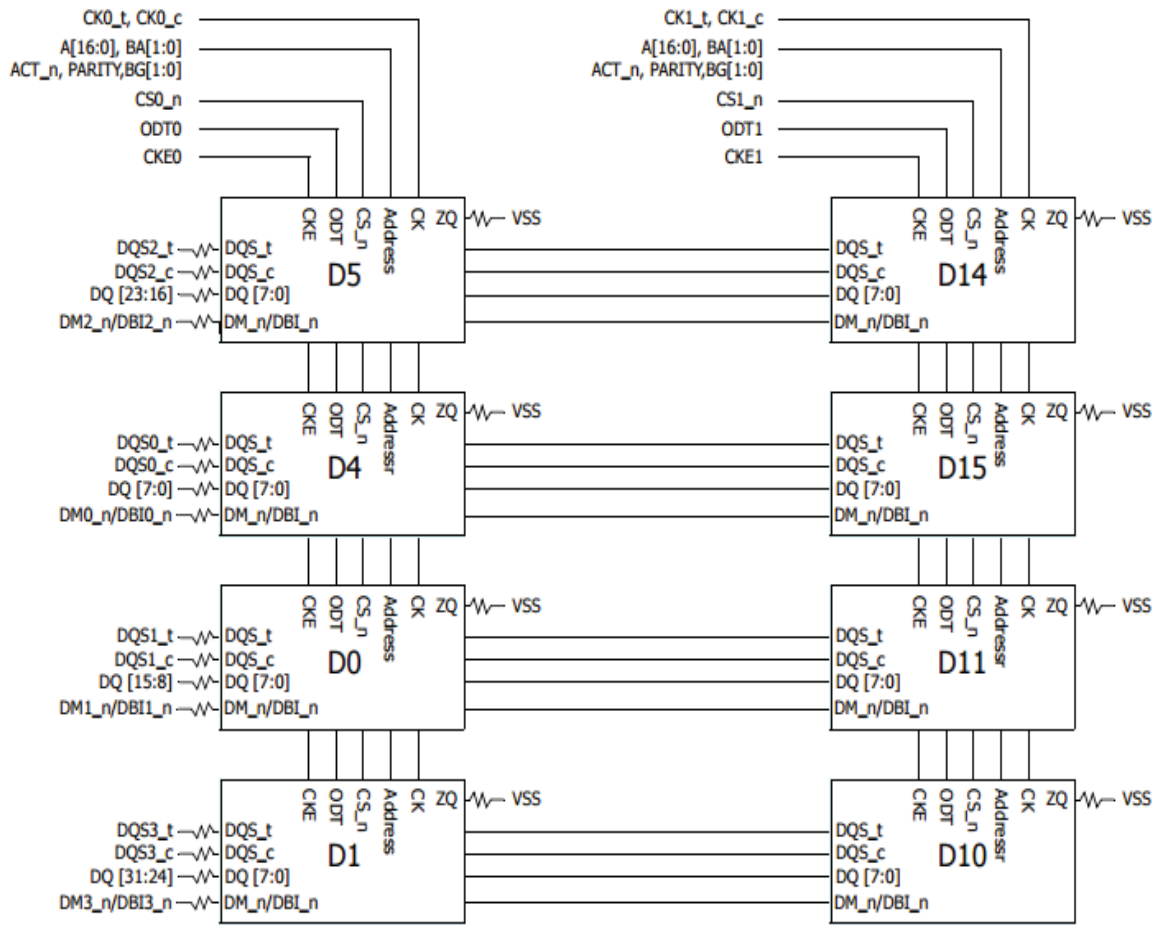 CK0_t, CK0_c
A[16:0], BA[1:0]
ACT_n, PARITY,BG[1:0]
CS0_n
ODT0
CKE0
CK1_t, CK1_c
A[16:0], BA[1:0]
ACT_n, PARITY,BG[1:0]
CS1_n
ODT1
CKE1
CKE
ODT
CS_n
Address
CK
ZQ
VSS
DQS2_t
DQS2_c
DQ [23:16]
DM2_n/DBI2_n
DQS_t
DQS_c
DQ [7:0]
DM_n/DBI_n
D5
CKE
ODT
CS_n
Address
CK
ZQ
VSS
DQS_t
DQS_c
DQ [7:0]
DM_n/DBI_n
D14
CKE
ODT
CS_n
Addressr
CK
ZQ
VSS
DQS0_t
DQS0_c
DQ [7:0]
DM0_n/DBI0_n
DQS_t
DQS_c
DQ [7:0]
DM_n/DBI_n
D4
CKE
ODT
CS_n
Address
CK
ZQ
VSS
DQS_t
DQS_c
DQ [7:0]
DM_n/DBI_n
D15
CKE
ODT
CS_n
Address
CK
ZQ
VSS
DQS1_t
DQS1_c
DQ [15:8]
DM1_n/DBI1_n
DQS_t
DQS_c
DQ [7:0]
DM_n/DBI_n
D0
CKE
ODT
CS_n
Addressr
CK
ZQ
VSS
DQS_t
DQS_c
DQ [7:0]
DM_n/DBI_n
D11
CKE
ODT
CS_n
Address
CK
ZQ
VSS
DQS3_t
DQS3_c
DQ [31:24]
DM3_n/DBI3_n
DQS_t
DQS_c
DQ [7:0]
DM_n/DBI_n
D1
CKE
ODT
CS_n
Addressr
CK
ZQ
VSS
DQS_t
DQS_c
DQ [7:0]
DM_n/DBI_n
D10